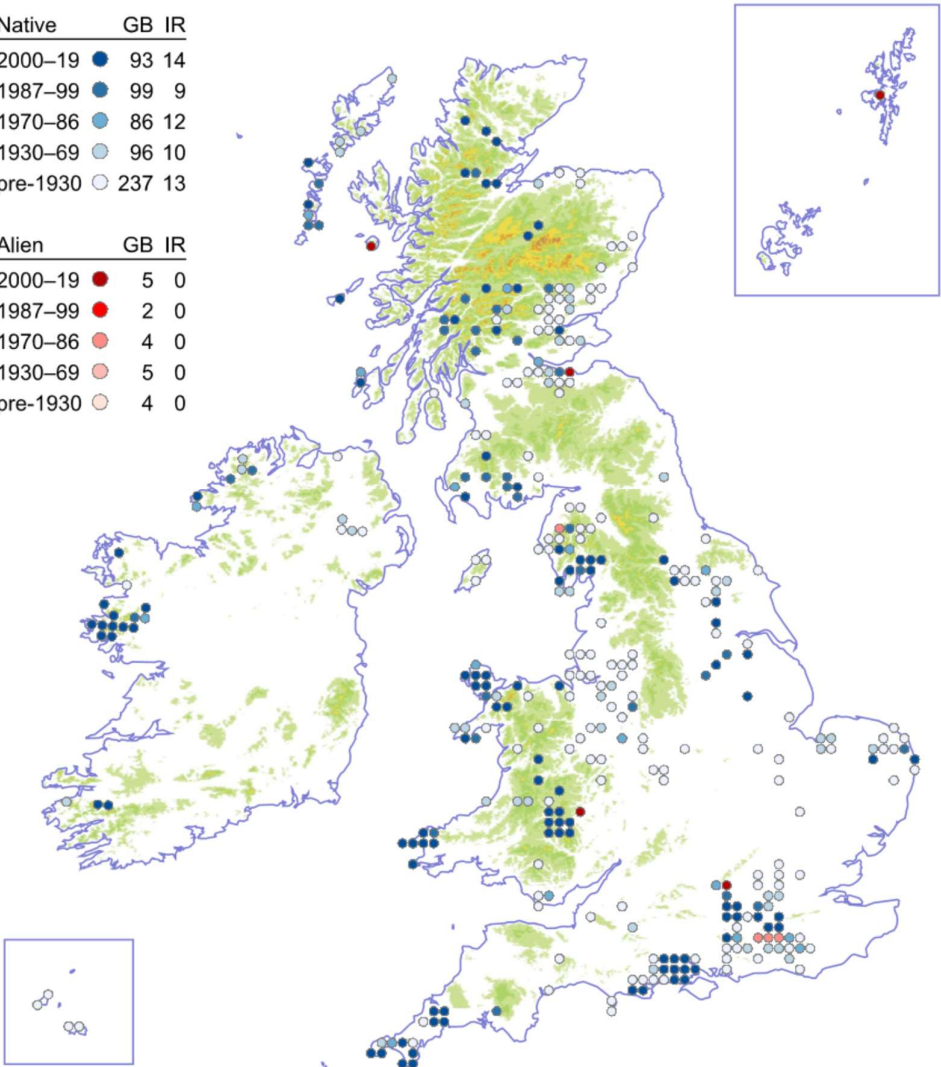 Native GB IR
2000–19 93 14
1987–99 99 9
1970–86 86 12
1930–69 96 10
pre-1930 237 13
Alien GB IR
2000–19 5 0
1987–99 2 0
1970–86 4 0
1930–69 5 0
pre-1930 4 0